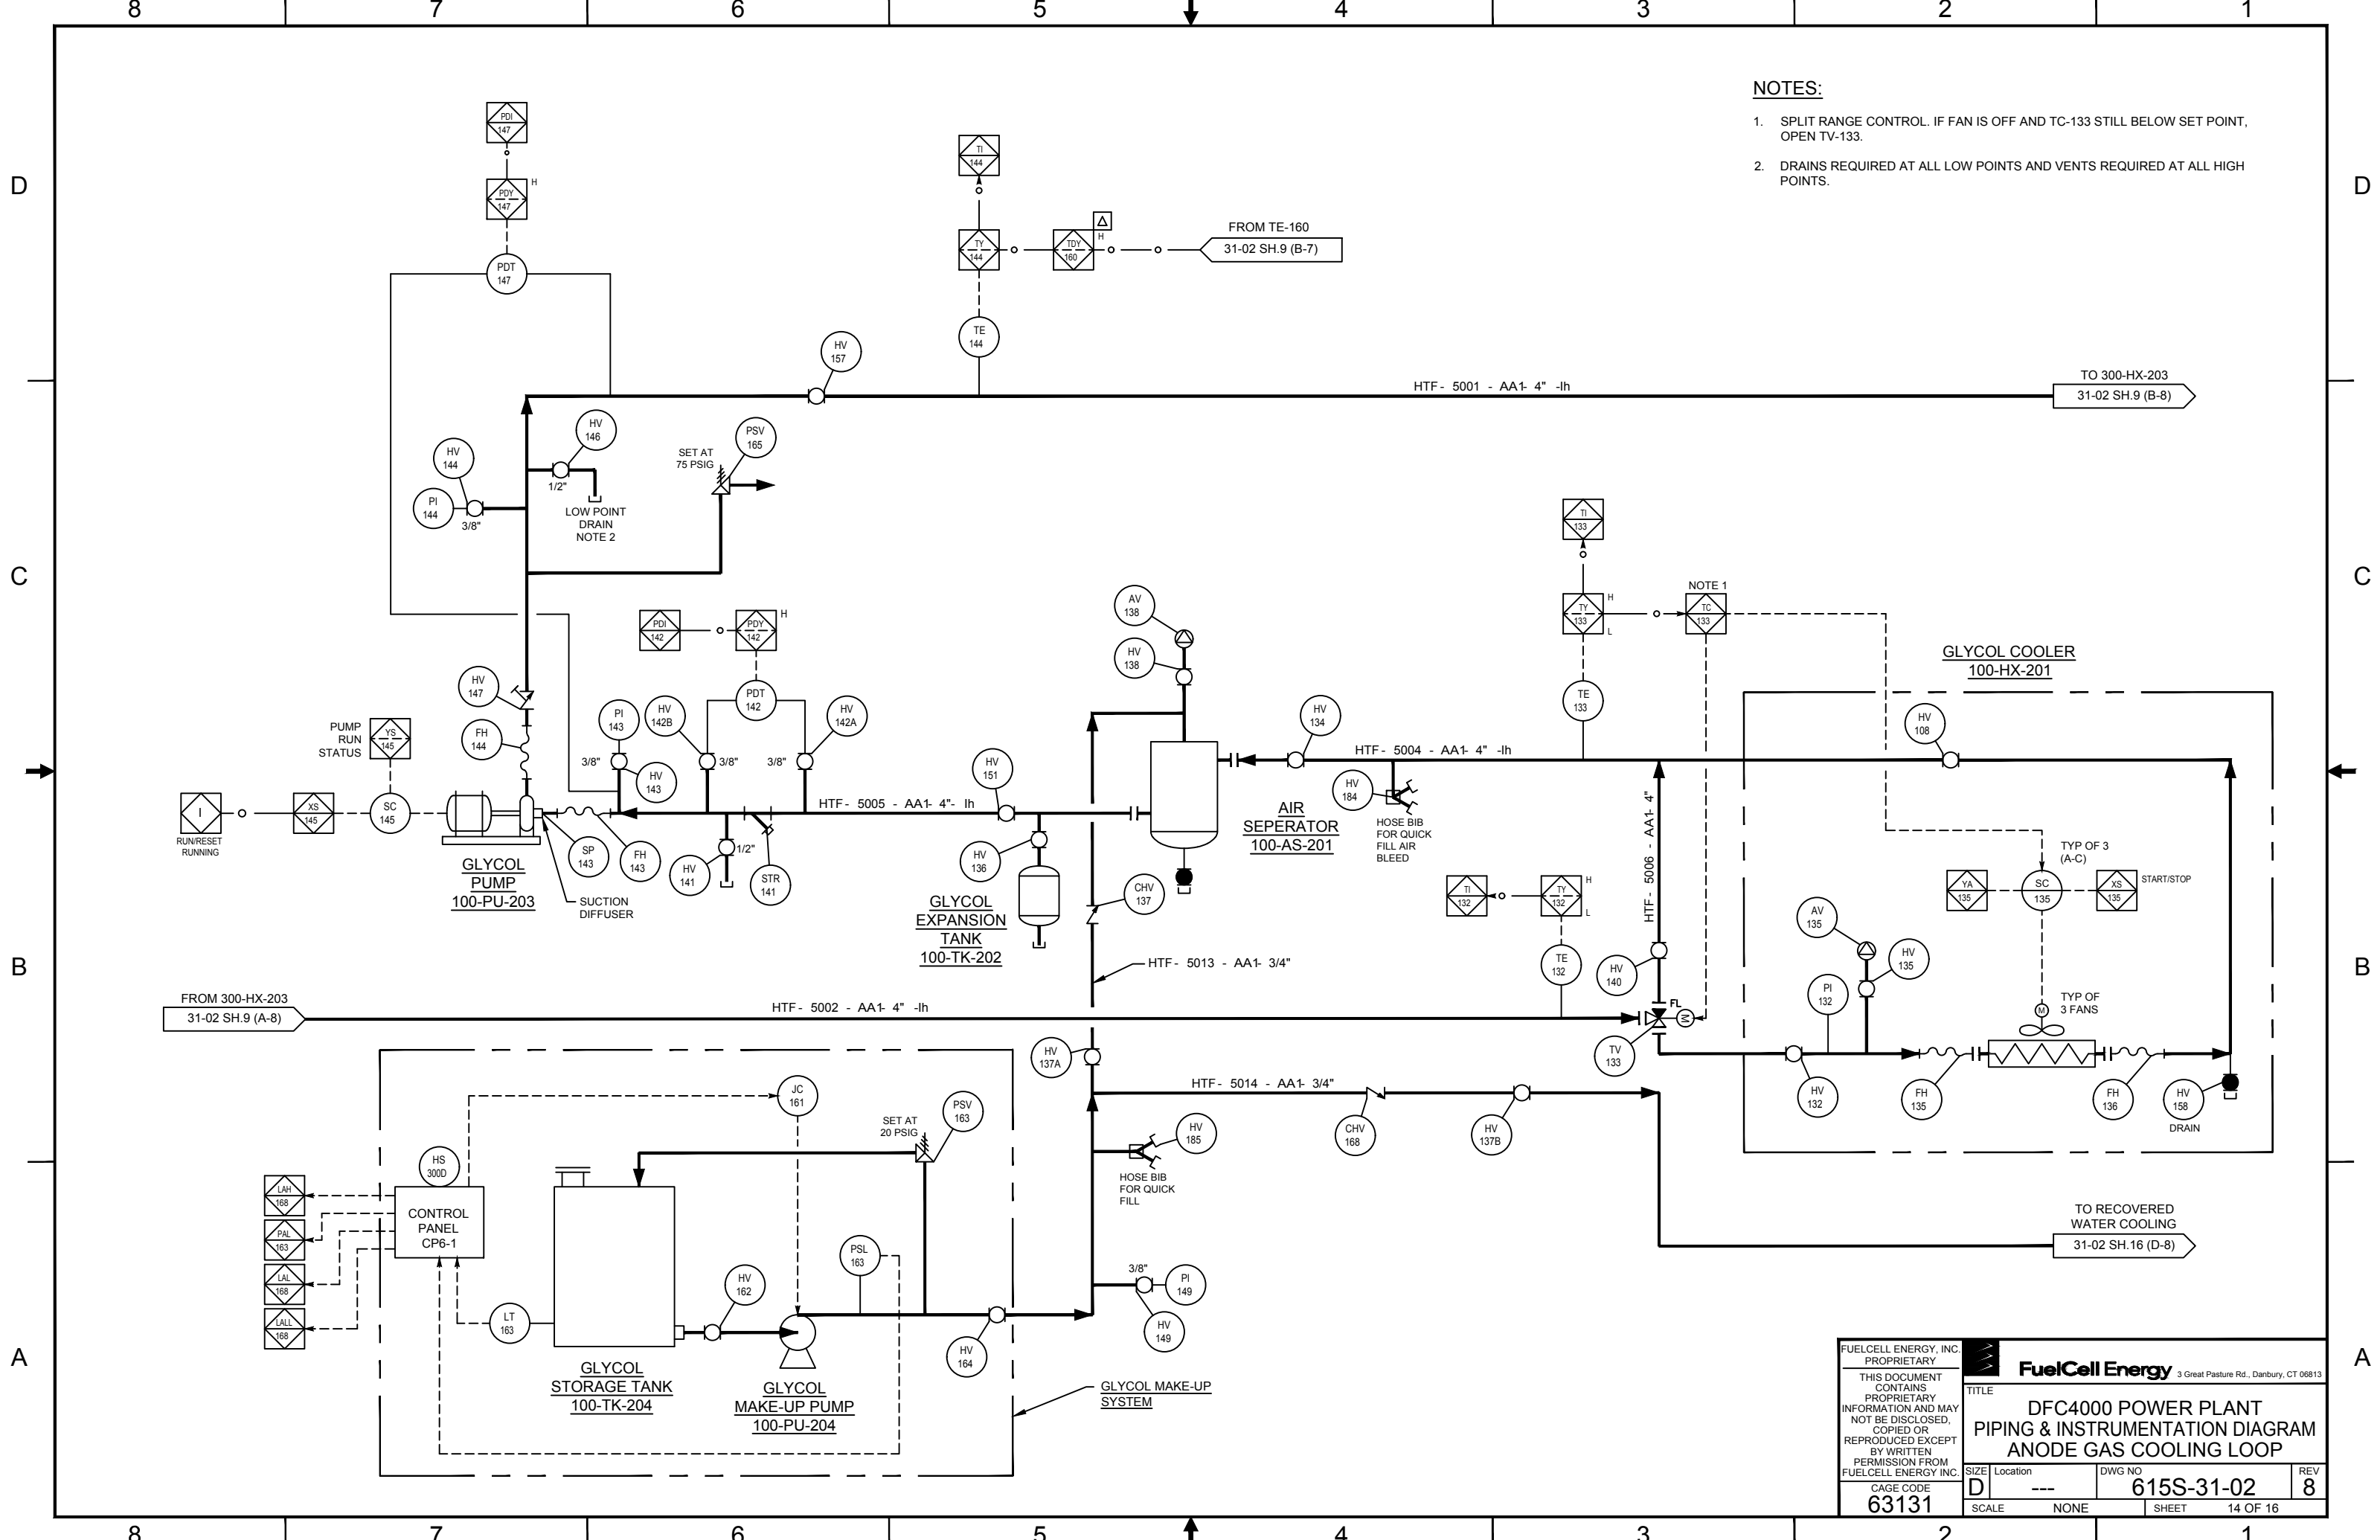 8 7 6 5 4 3 2 1
D
D
C
C
B
B
A
A
NOTES:
1. SPLIT RANGE CONTROL. IF FAN IS OFF AND TC-133 STILL BELOW SET POINT,
OPEN TV-133.
2. DRAINS REQUIRED AT ALL LOW POINTS AND VENTS REQUIRED AT ALL HIGH
POINTS.
PDI
147
PDY
147
H
PDT
147
TI
144
TY
144
TDY
160
Δ
H
FROM TE-160
31-02 SH.9 (B-7)
TE
144
HV
157
HTF- 5001 - AA1- 4" -Ih
TO 300-HX-203
31-02 SH.9 (B-8)
HV
146
1/2"
LOW POINT
DRAIN
NOTE 2
HV
144
PI
144
3/8"
SET AT
75 PSIG
PSV
165
PDI
142
PDY
142
H
PDT
142
HV
147
FH
144
PUMP
RUN
STATUS
YS
145
I
RUN/RESET
RUNNING
XS
145
SC
145
PI
143
3/8"
HV
143
HV
142B
3/8"
3/8"
HV
142A
HTF- 5005 - AA1- 4"- Ih
GLYCOL
PUMP
100-PU-203
SP
143
FH
143
SUCTION
DIFFUSER
HV
141
1/2"
STR
141
HV
151
HV
136
GLYCOL
EXPANSION
TANK
100-TK-202
AV
138
HV
138
AIR
SEPERATOR
100-AS-201
CHV
137
HTF- 5013 - AA1- 3/4"
HV
134
HTF- 5004 - AA1- 4" -Ih
HV
184
HOSE BIB
FOR QUICK
FILL AIR
BLEED
TI
133
TY
133
H
L
NOTE 1
TC
133
TE
133
TI
132
TY
132
H
L
TE
132
HTF- 5006 - AA1- 4"
HV
140
FL
M
TV
133
GLYCOL COOLER
100-HX-201
HV
108
TYP OF 3
(A-C)
YA
135
SC
135
XS
135
START/STOP
AV
135
HV
135
PI
132
M
TYP OF
3 FANS
HV
132
FH
135
FH
136
HV
158
DRAIN
FROM 300-HX-203
31-02 SH.9 (A-8)
HTF- 5002 - AA1- 4" -Ih
HV
137A
HTF- 5014 - AA1- 3/4"
CHV
168
HV
137B
HV
185
HOSE BIB
FOR QUICK
FILL
TO RECOVERED
WATER COOLING
31-02 SH.16 (D-8)
JC
161
SET AT
20 PSIG
PSV
163
HS
300D
CONTROL
PANEL
CP6-1
LAH
168
PAL
163
LAL
168
LALL
168
LT
163
HV
162
PSL
163
HV
164
3/8"
PI
149
HV
149
GLYCOL
STORAGE TANK
100-TK-204
GLYCOL
MAKE-UP PUMP
100-PU-204
GLYCOL MAKE-UP
SYSTEM
FUELCELL ENERGY, INC.
PROPRIETARY
THIS DOCUMENT
CONTAINS
PROPRIETARY
INFORMATION AND MAY
NOT BE DISCLOSED,
COPIED OR
REPRODUCED EXCEPT
BY WRITTEN
PERMISSION FROM
FUELCELL ENERGY INC.
CAGE CODE
63131
FuelCell Energy 3 Great Pasture Rd., Danbury, CT 06813
TITLE
DFC4000 POWER PLANT
PIPING & INSTRUMENTATION DIAGRAM
ANODE GAS COOLING LOOP
SIZE
D
Location
---
DWG NO
615S-31-02
REV
8
SCALE NONE
SHEET 14 OF 16
8 7 6 5 4 3 2 1